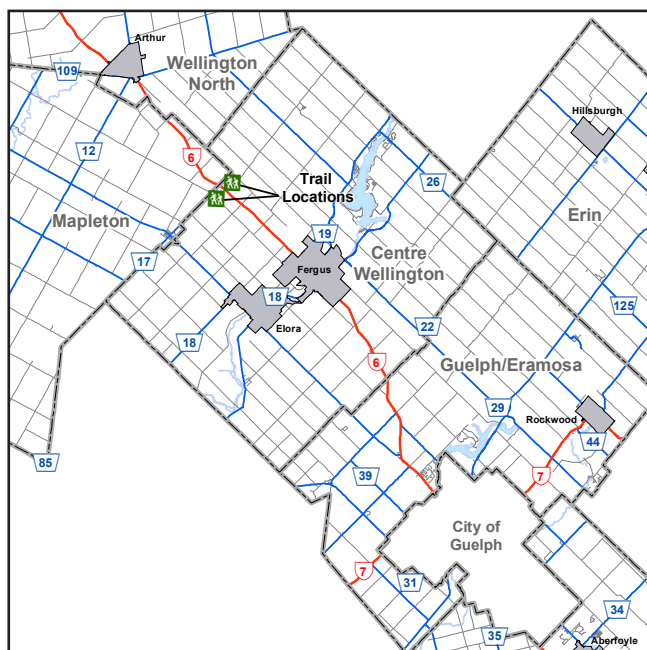 Arthur
109
Wellington
North
Hillsburgh
12
6
Trail
Locations
26
Mapleton
Erin
19
Centre
Wellington
17
Fergus
18
125
Elora
22
18
6
Guelph/Eramosa
29
Rockwood
44
85
39
7
City of
Guelph
7
31
34
35
Aberfoyle